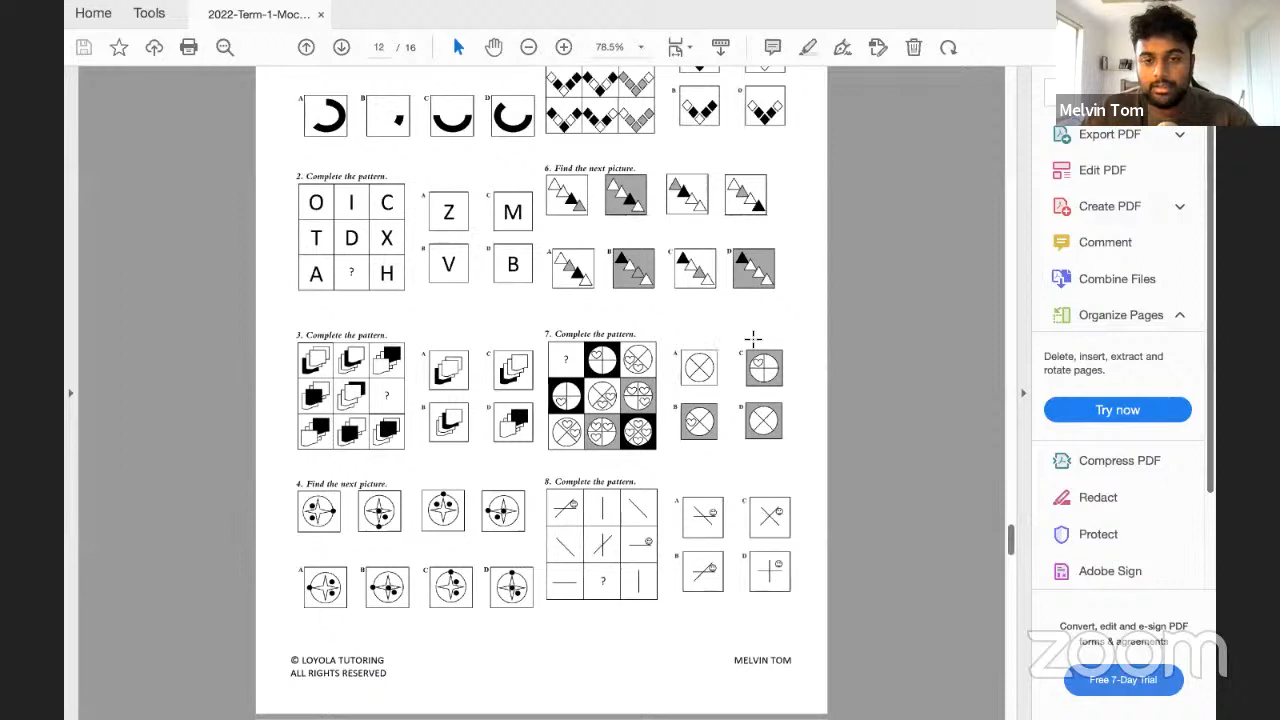 Home
Tools
2022-Term-1-Moc...
×
12 / 16
78.5%
Melvin Tom
Export PDF
Edit PDF
Create PDF
Comment
Combine Files
Organize Pages
Delete, insert, extract and
rotate pages.
Try now
Compress PDF
Redact
Protect
Adobe Sign
Convert, edit and e-sign PDF
forms & agreements
Free 7-Day Trial
zoom
A
B
C
D
B
D
2. Complete the pattern.
O I C
T D X
A ? H
A Z
C M
B V
D B
6. Find the next picture.
A
B
C
D
3. Complete the pattern.
?
A
C
B
D
7. Complete the pattern.
?
A
C
B
D
4. Find the next picture.
A
B
C
D
8. Complete the pattern.
?
A
C
B
D
© LOYOLA TUTORING
ALL RIGHTS RESERVED
MELVIN TOM